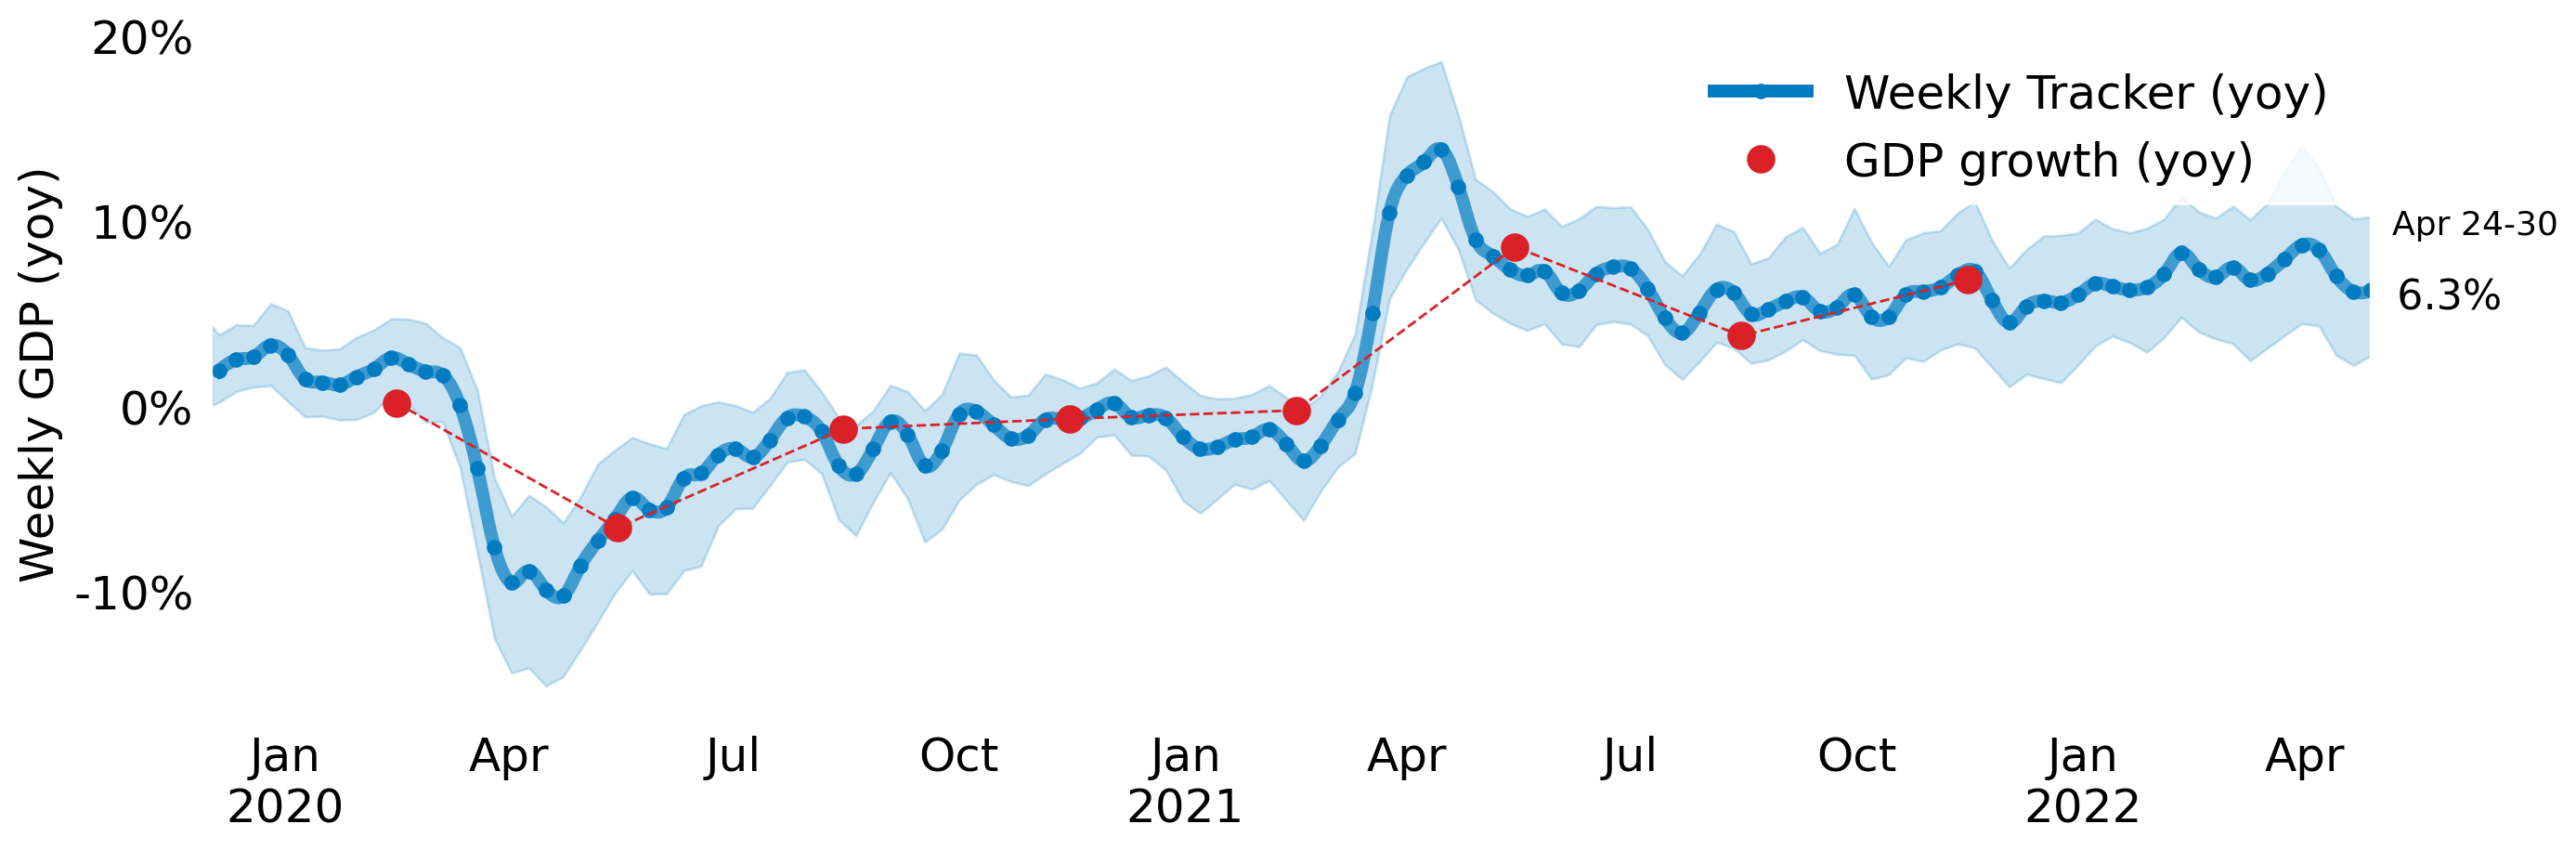 Weekly GDP (yoy)
20%
10%
0%
-10%
Weekly Tracker (yoy)
GDP growth (yoy)
Apr 24-30
6.3%
Jan
2020
Apr
Jul
Oct
Jan
2021
Apr
Jul
Oct
Jan
2022
Apr